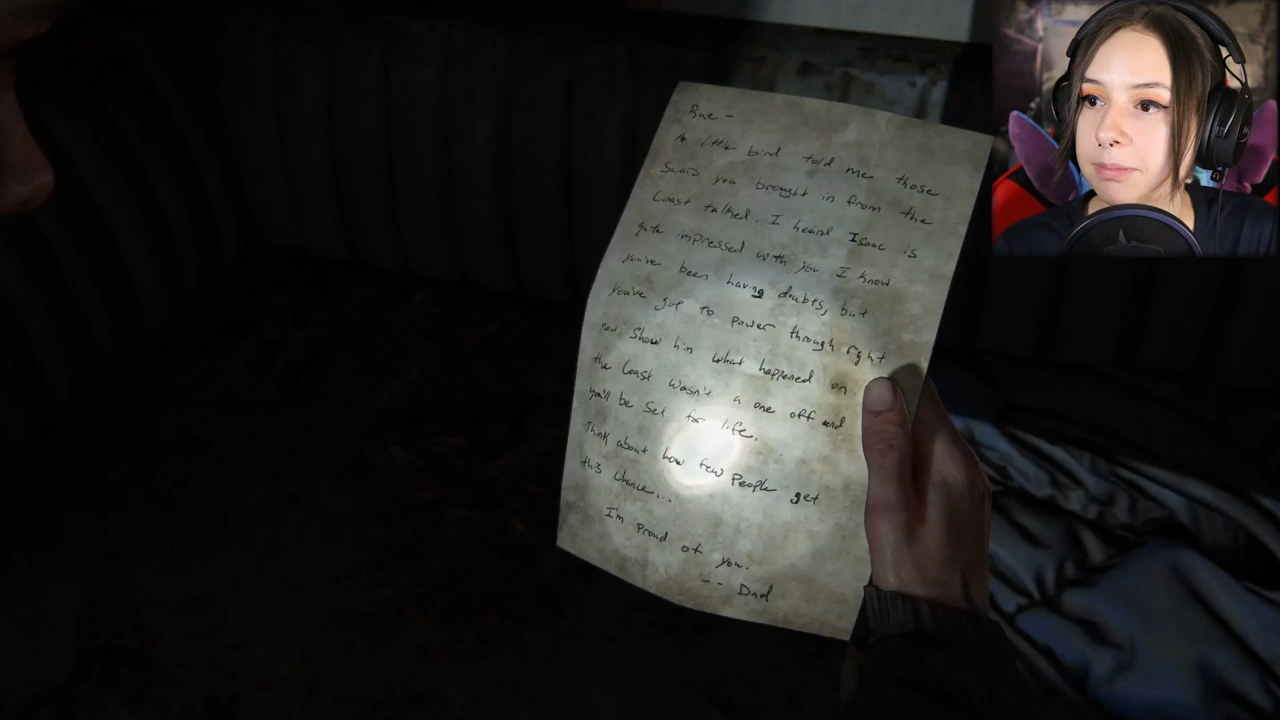 Rae -
A little bird told me those
Scars you brought in from the
Coast talked. I heard Isaac is
quite impressed with you. I know
you've been having doubts, but
you've got to power through right
now. Show him what happened on
the Coast wasn't a one off and
you'll be set for life.
Think about how few People get
this Chance...
I'm Proud of you.
-- Dad